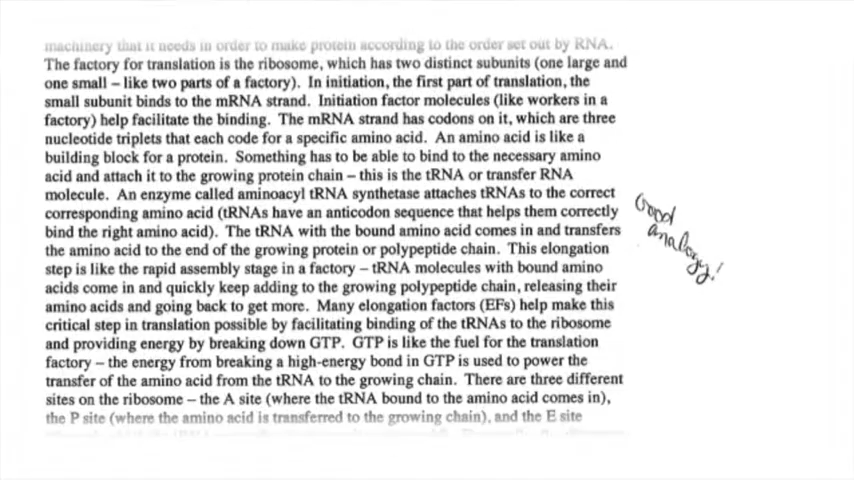 machinery that it needs in order to make protein according to the order set out by RNA.
The factory for translation is the ribosome, which has two distinct subunits (one large and
one small – like two parts of a factory). In initiation, the first part of translation, the
small subunit binds to the mRNA strand. Initiation factor molecules (like workers in a
factory) help facilitate the binding. The mRNA strand has codons on it, which are three
nucleotide triplets that each code for a specific amino acid. An amino acid is like a
building block for a protein. Something has to be able to bind to the necessary amino
acid and attach it to the growing protein chain – this is the tRNA or transfer RNA
molecule. An enzyme called aminoacyl tRNA synthetase attaches tRNAs to the correct
corresponding amino acid (tRNAs have an anticodon sequence that helps them correctly
bind the right amino acid). The tRNA with the bound amino acid comes in and transfers
the amino acid to the end of the growing protein or polypeptide chain. This elongation
step is like the rapid assembly stage in a factory – tRNA molecules with bound amino
acids come in and quickly keep adding to the growing polypeptide chain, releasing their
amino acids and going back to get more. Many elongation factors (EFs) help make this
critical step in translation possible by facilitating binding of the tRNAs to the ribosome
and providing energy by breaking down GTP. GTP is like the fuel for the translation
factory – the energy from breaking a high-energy bond in GTP is used to power the
transfer of the amino acid from the tRNA to the growing chain. There are three different
sites on the ribosome – the A site (where the tRNA bound to the amino acid comes in),
the P site (where the amino acid is transferred to the growing chain), and the E site
Good
analogy!